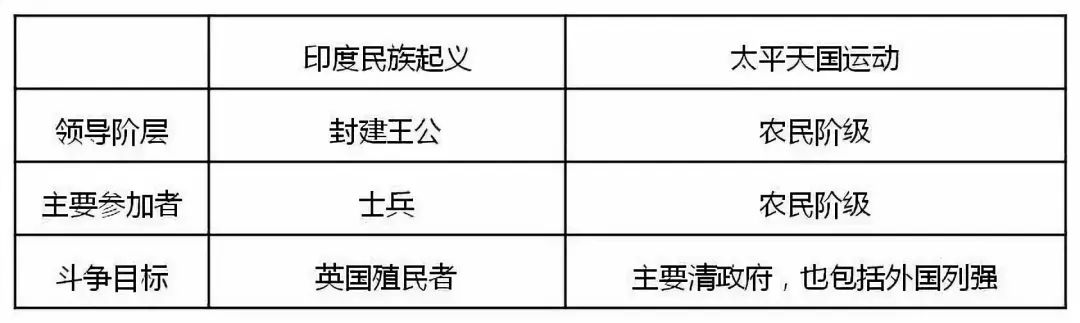 印度民族起义 太平天国运动
领导阶层 封建王公 农民阶级
主要参加者 士兵 农民阶级
斗争目标 英国殖民者 主要清政府，也包括外国列强